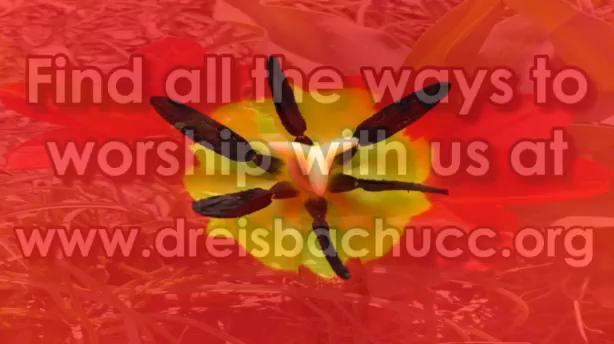 Find all the ways to
worship with us at
www.dreisbachucc.org